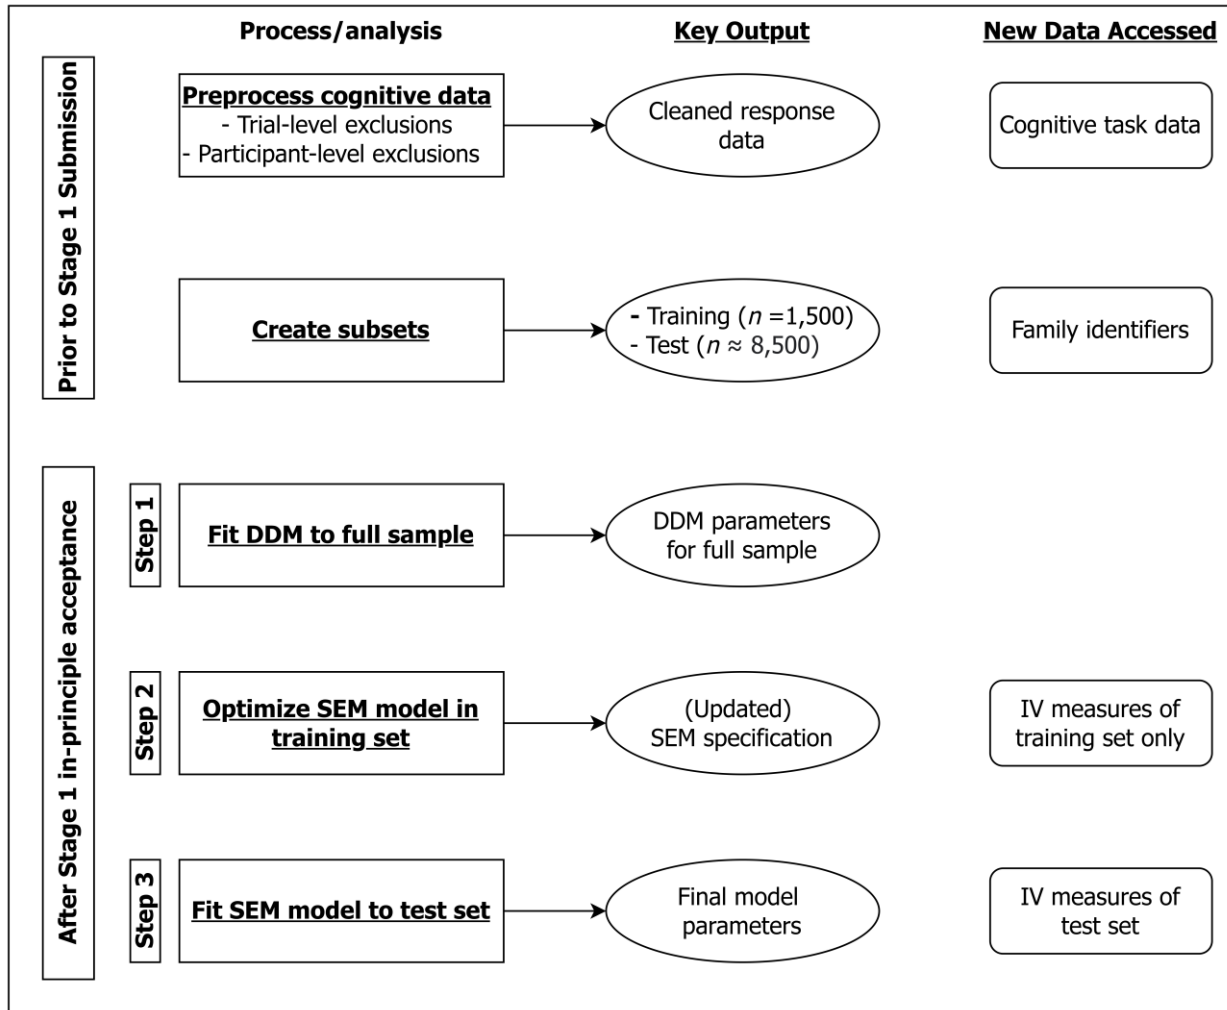 Process/analysis
Key Output
New Data Accessed
Prior to Stage 1 Submission
Preprocess cognitive data
- Trial-level exclusions
- Participant-level exclusions
Cleaned response
data
Cognitive task data
Create subsets
- Training (n =1,500)
- Test (n ≈ 8,500)
Family identifiers
After Stage 1 in-principle acceptance
Step 1
Fit DDM to full sample
DDM parameters
for full sample
Step 2
Optimize SEM model in
training set
(Updated)
SEM specification
IV measures of
training set only
Step 3
Fit SEM model to test set
Final model
parameters
IV measures of
test set